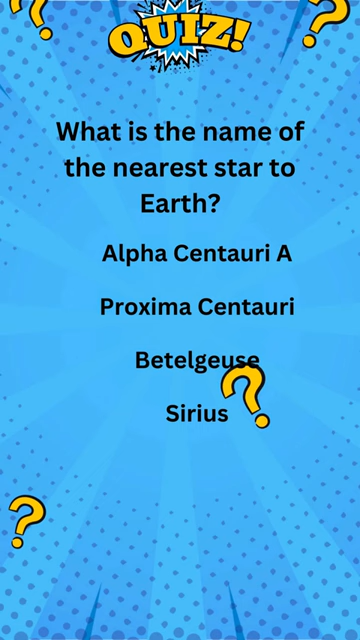 QUIZ!
What is the name of
the nearest star to
Earth?
Alpha Centauri A
Proxima Centauri
Betelgeuse
Sirius